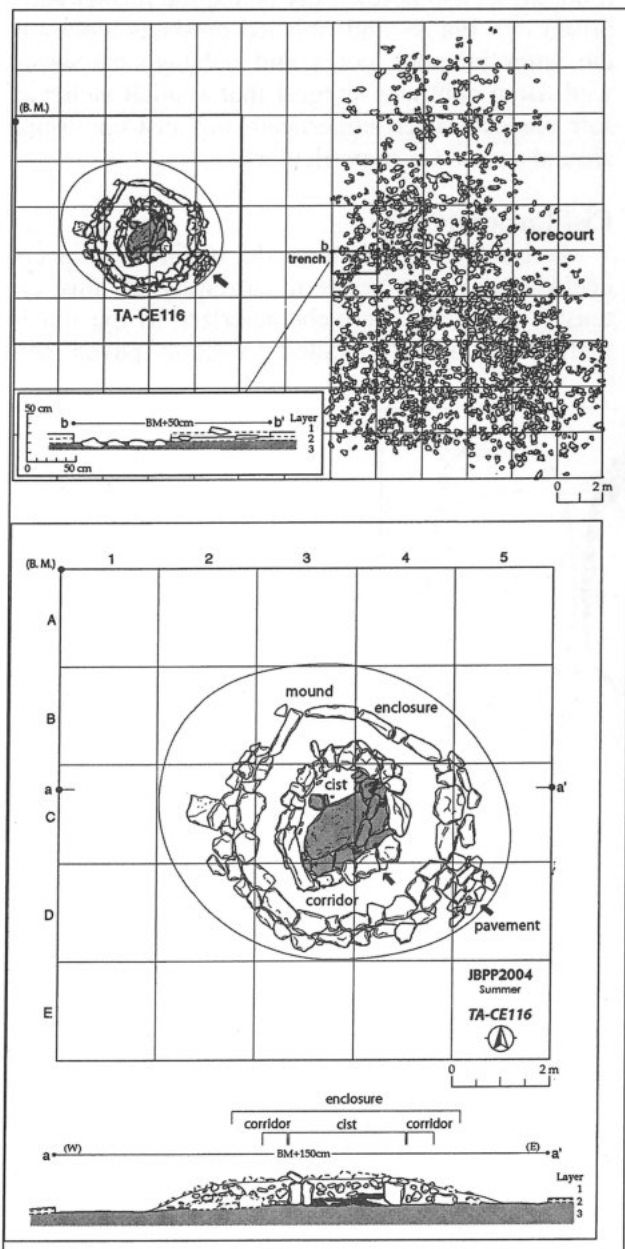 (B. M.)
forecourt
b
trench
TA-CE116
50 cm
b
BM+50cm
b'
Layer
1
2
3
0
50 cm
0 2 m
(B. M.)
1 2 3 4 5
A
mound
B
enclosure
a
cist
a'
C
corridor
D
pavement
JBPP2004
Summer
E
TA-CE116
0 2 m
enclosure
corridor cist corridor
a (W) BM+150cm (E) a'
Layer
1
2
3